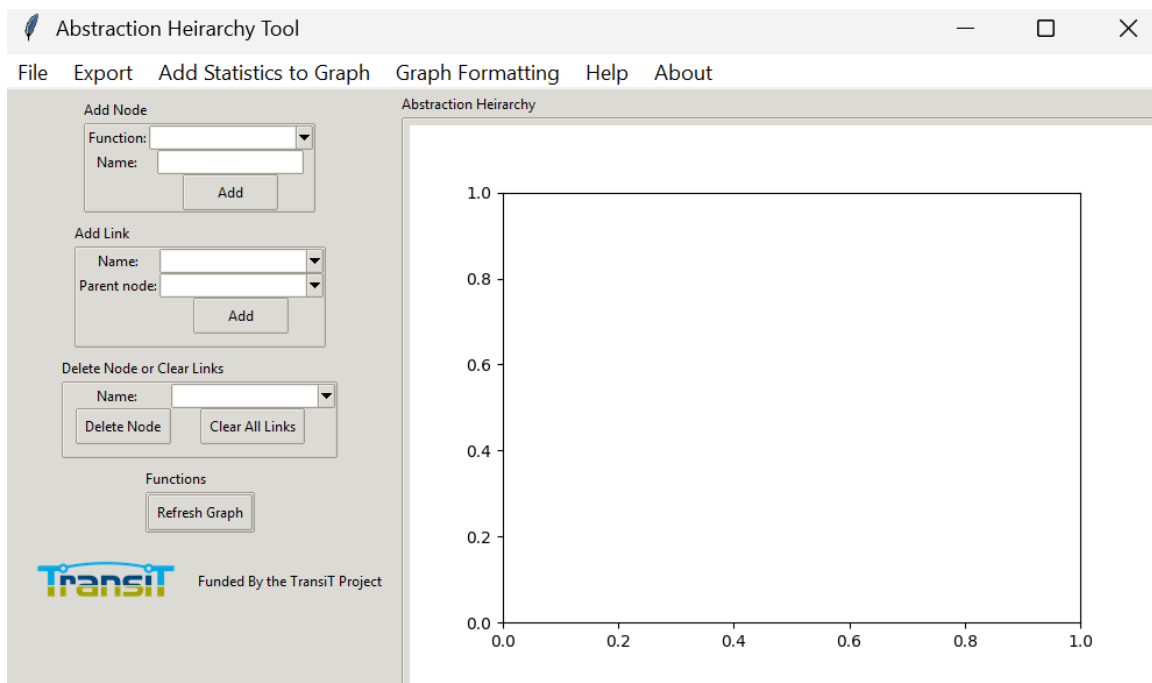 Abstraction Heirarchy Tool
File Export Add Statistics to Graph Graph Formatting Help About
Add Node
Function:
Name:
Add
Add Link
Name:
Parent node:
Add
Delete Node or Clear Links
Name:
Delete Node Clear All Links
Functions
Refresh Graph
TransiT
Funded By the TransiT Project
Abstraction Heirarchy
1.0
0.8
0.6
0.4
0.2
0.0
0.0 0.2 0.4 0.6 0.8 1.0